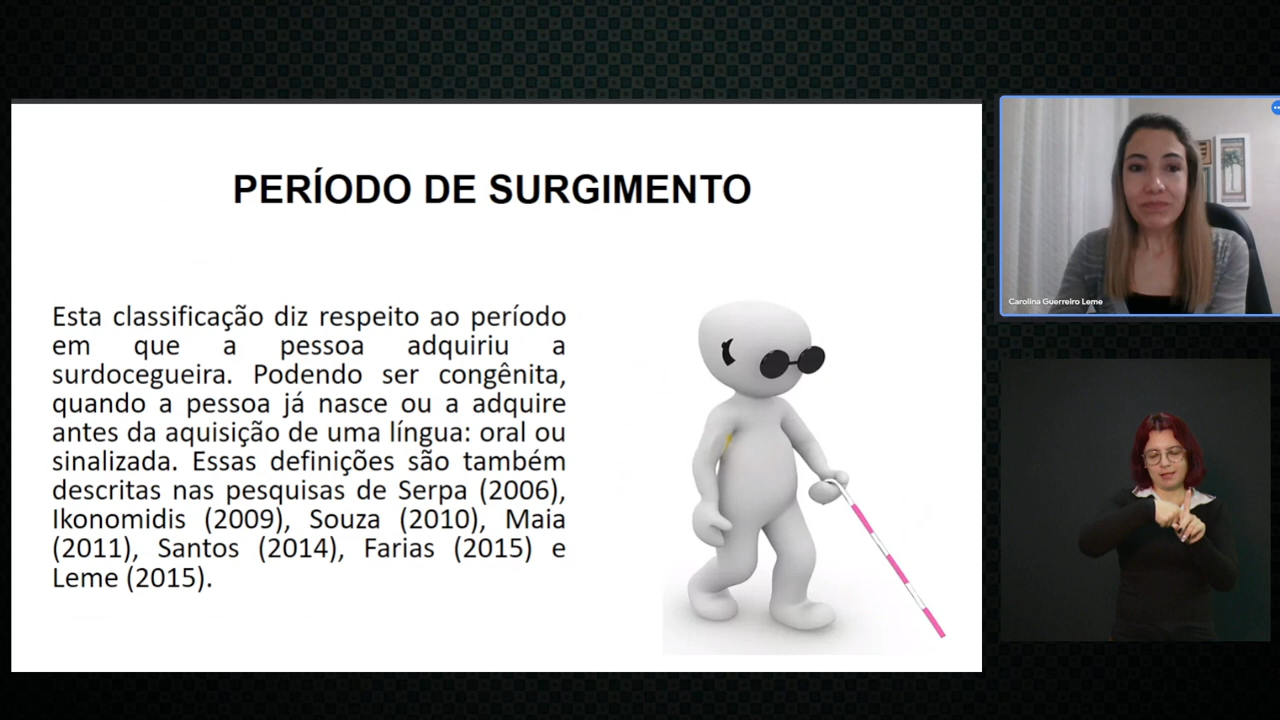 PERÍODO DE SURGIMENTO
Esta classificação diz respeito ao período
em que a pessoa adquiriu a
surdocegueira. Podendo ser congênita,
quando a pessoa já nasce ou a adquire
antes da aquisição de uma língua: oral ou
sinalizada. Essas definições são também
descritas nas pesquisas de Serpa (2006),
Ikonomidis (2009), Souza (2010), Maia
(2011), Santos (2014), Farias (2015) e
Leme (2015).
Carolina Guerreiro Leme